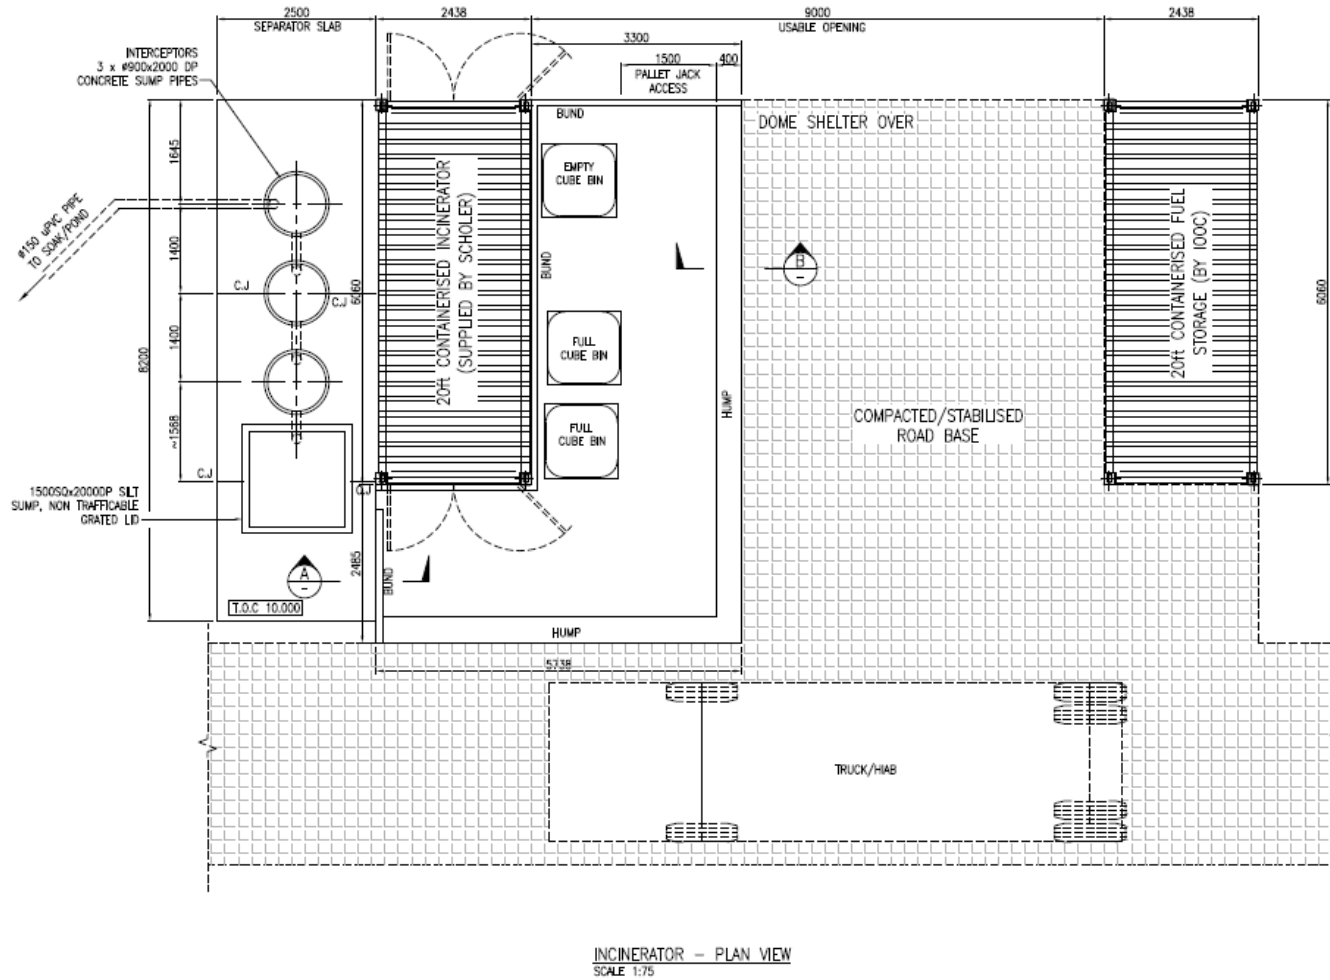 2500
SEPARATOR SLAB
2438
9000
USABLE OPENING
2438
3300
1500
400
PALLET JACK
ACCESS
INTERCEPTORS
3 x ø900x2000 DP
CONCRETE SUMP PIPES
BUND
DOME SHELTER OVER
1645
EMPTY
CUBE BIN
20ft CONTAINERISED INCINERATOR
(SUPPLIED BY SCHOLER)
20ft CONTAINERISED FUEL
STORAGE (BY IOOC)
ø150 uPVC PIPE
TO SOAK/POND
1400
BUND
B
-
C.J
C.J
6060
6060
8200
1400
FULL
CUBE BIN
HUMP
COMPACTED/STABILISED
ROAD BASE
~1568
FULL
CUBE BIN
C.J
C.J
1500SQx2000DP SILT
SUMP, NON TRAFFICABLE
GRATED LID
2485
A
-
BUND
T.O.C 10.000
HUMP
5738
TRUCK/HIAB
INCINERATOR - PLAN VIEW
SCALE 1:75